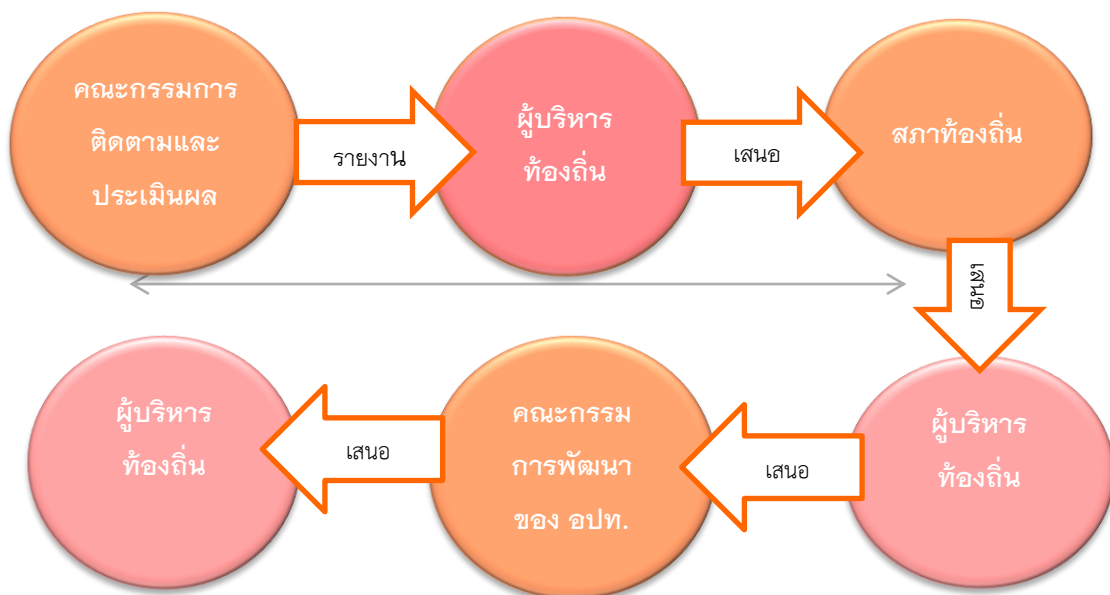 คณะกรรมการ
ติดตามและ
ประเมินผล
รายงาน
ผู้บริหาร
ท้องถิ่น
เสนอ
สภาท้องถิ่น
เสนอ
ผู้บริหาร
ท้องถิ่น
เสนอ
คณะกรรม
การพัฒนา
ของ อปท.
เสนอ
ผู้บริหาร
ท้องถิ่น